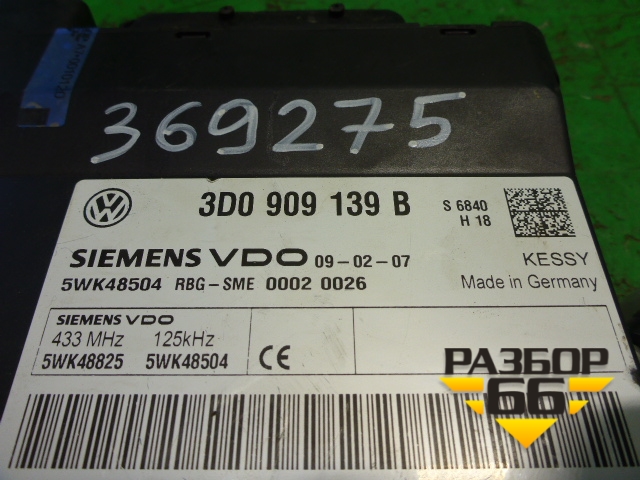 369275
3D0 909 139 B
S 6840
H 18
SIEMENS VDO 09-02-07
KESSY
5WK48504 RBG-SME 0002 0026
Made in Germany
SIEMENS VDO
433 MHz 125kHz
5WK48825 5WK48504
CE
РАЗБОР
66